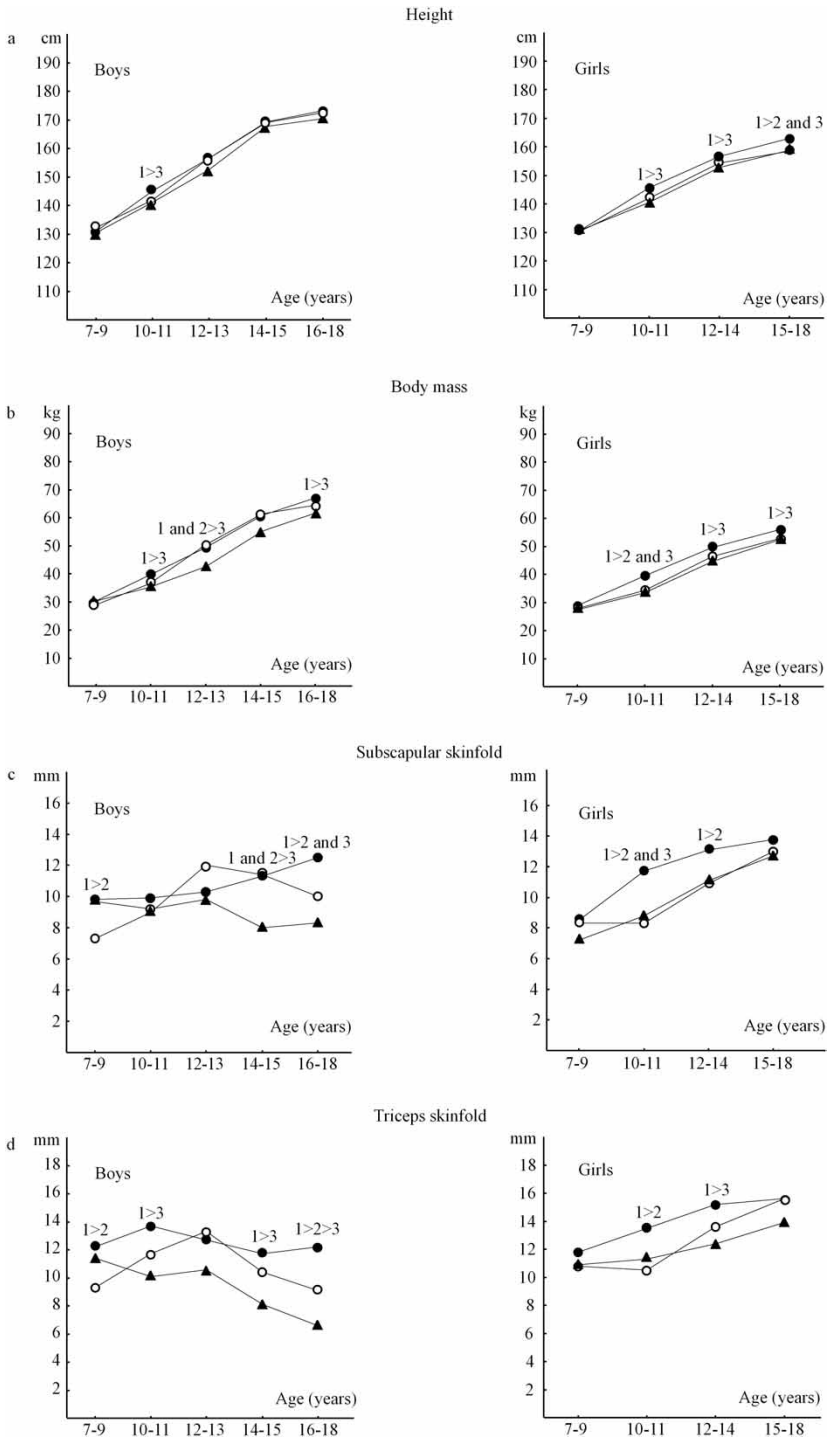 Height
a
cm
190
180
170
160
150
140
130
120
110
Boys
1>3
Age (years)
7-9 10-11 12-13 14-15 16-18
cm
190
180
170
160
150
140
130
120
110
Girls
1>3
1>3
1>2 and 3
Age (years)
7-9 10-11 12-14 15-18
Body mass
b
kg
90
80
70
60
50
40
30
20
10
Boys
1>3
1 and 2>3
1>3
Age (years)
7-9 10-11 12-13 14-15 16-18
kg
90
80
70
60
50
40
30
20
10
Girls
1>2 and 3
1>3
1>3
Age (years)
7-9 10-11 12-14 15-18
Subscapular skinfold
c
mm
16
14
12
10
8
6
4
2
Boys
1>2
1 and 2>3
1>2 and 3
Age (years)
7-9 10-11 12-13 14-15 16-18
mm
16
14
12
10
8
6
4
2
Girls
1>2 and 3
1>2
Age (years)
7-9 10-11 12-14 15-18
Triceps skinfold
d
mm
18
16
14
12
10
8
6
4
2
Boys
1>2
1>3
1>3
1>2>3
Age (years)
7-9 10-11 12-13 14-15 16-18
mm
18
16
14
12
10
8
6
4
2
Girls
1>2
1>3
Age (years)
7-9 10-11 12-14 15-18